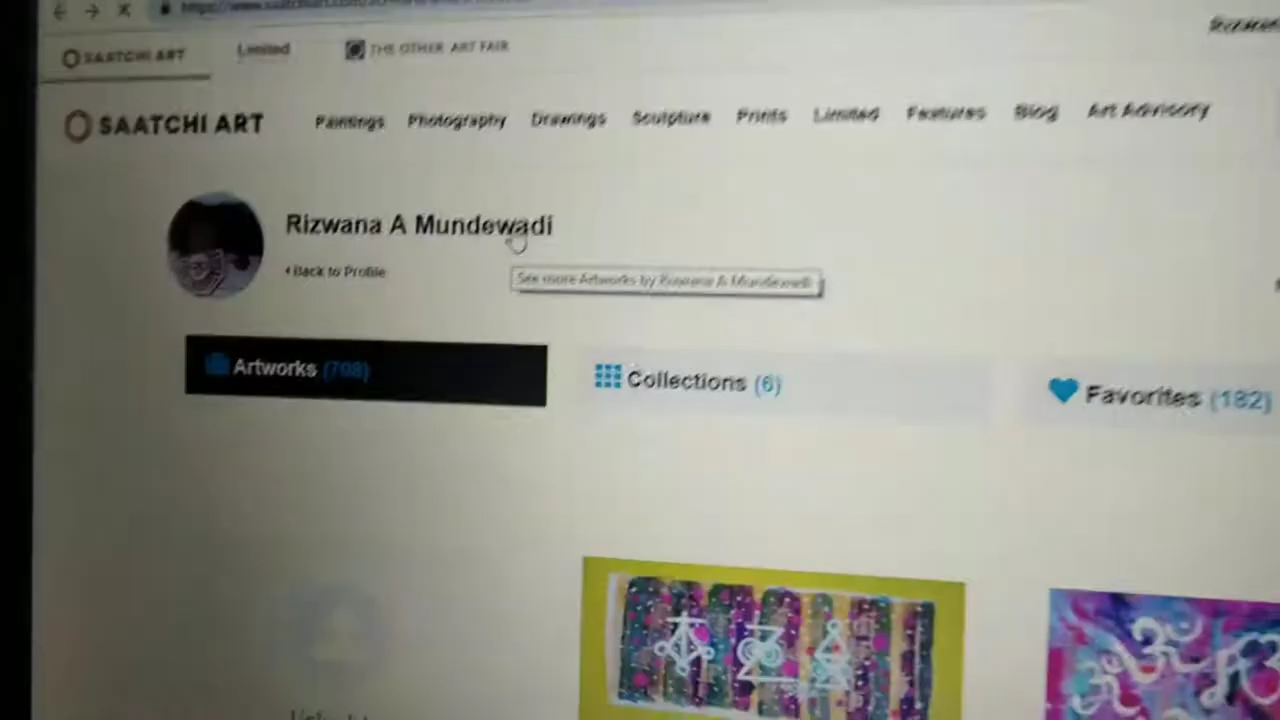 SAATCHI ART
Limited
THE OTHER ART FAIR
SAATCHI ART
Paintings Photography Drawings Sculpture Prints Limited Features Blog Art Advisory
Rizwana A Mundewadi
Back to Profile
See more Artworks by Rizwana A Mundewadi
Artworks (708)
Collections (6)
Favorites (182)